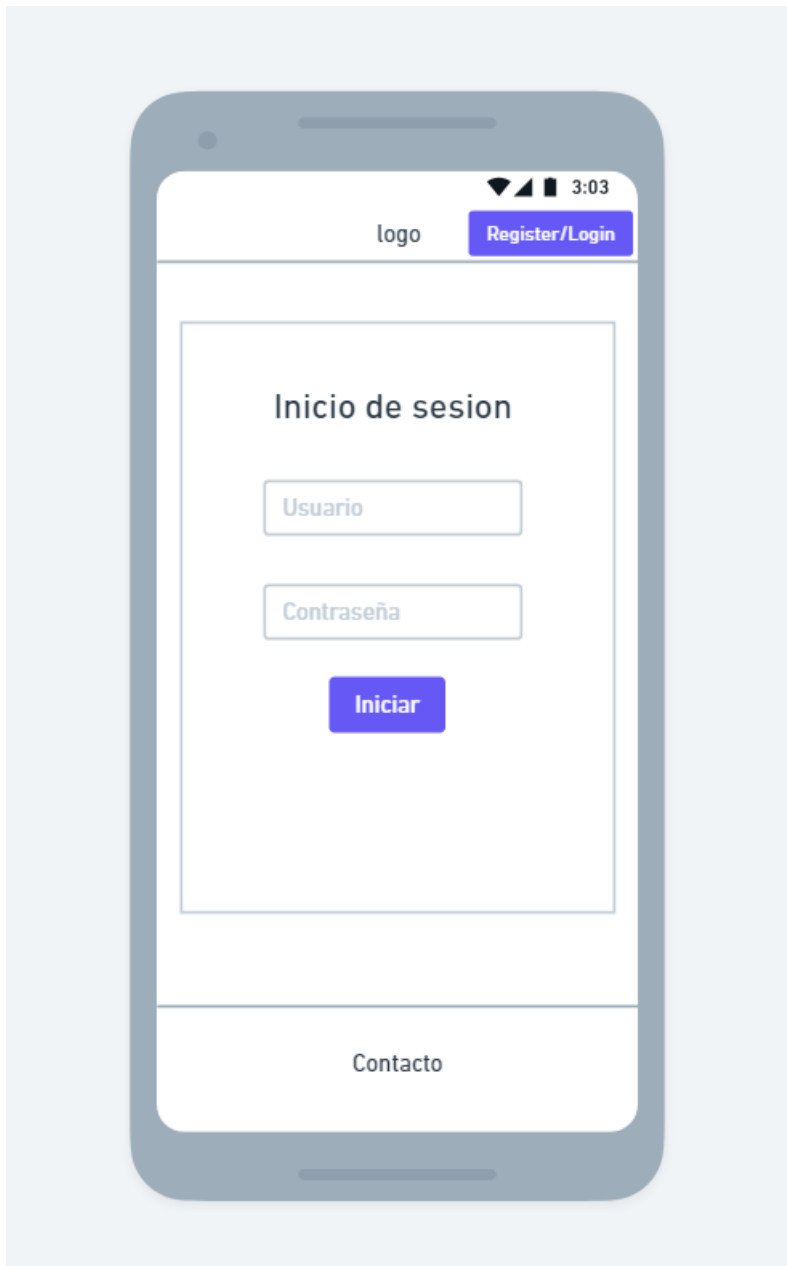 3:03
logo
Register/Login
Inicio de sesion
Usuario
Contraseña
Iniciar
Contacto